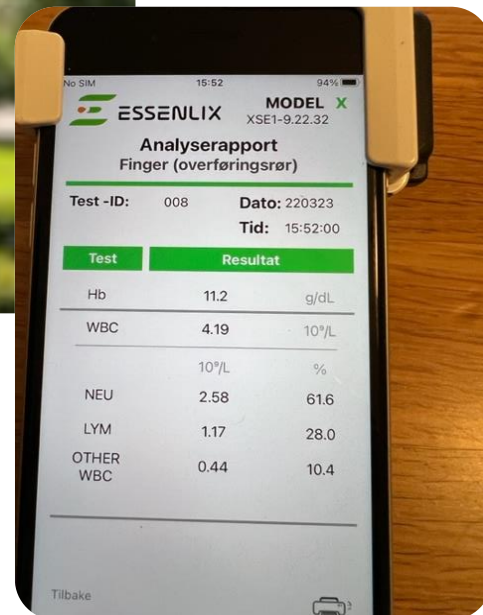 No SIM 15:52 94%
ESSENLIX MODEL X
XSE1-9.22.32
Analyserapport
Finger (overføringsrør)
Test -ID: 008 Dato: 220323
Tid: 15:52:00
Test Resultat
Hb 11.2 g/dL
WBC 4.19 10⁹/L
10⁹/L %
NEU 2.58 61.6
LYM 1.17 28.0
OTHER WBC 0.44 10.4
Tilbake